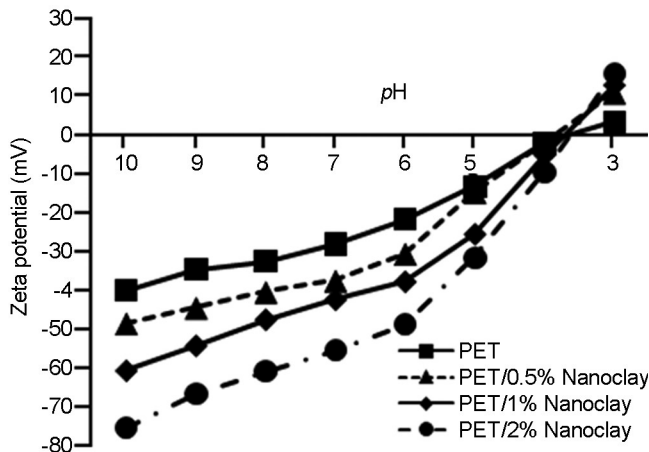 30
20
10
0
-10
-20
-30
-4
-50
-60
-70
-80
Zeta potential (mV)
pH
10 9 8 7 6 5 3
PET
PET/0.5% Nanoclay
PET/1% Nanoclay
PET/2% Nanoclay